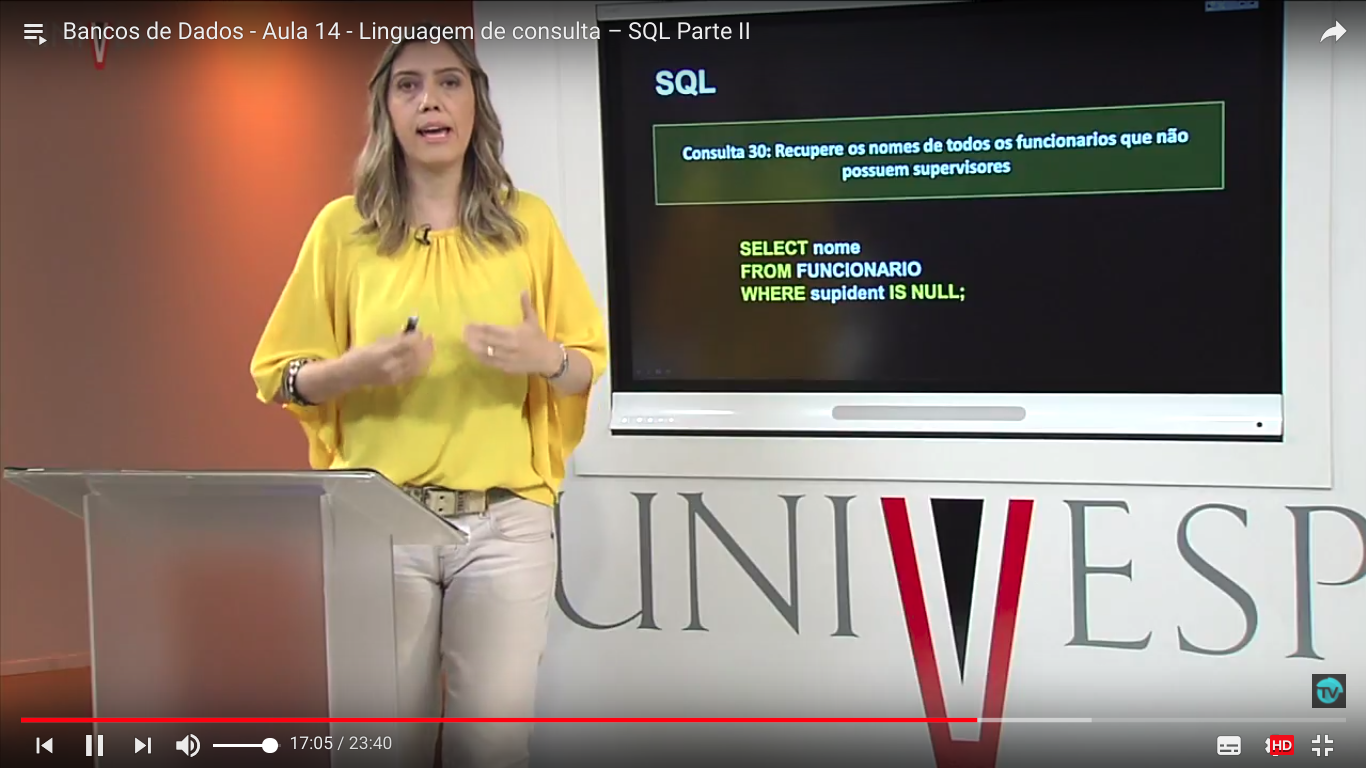 Bancos de Dados - Aula 14 - Linguagem de consulta – SQL Parte II
SQL
Consulta 30: Recupere os nomes de todos os funcionarios que não
possuem supervisores
SELECT nome
FROM FUNCIONARIO
WHERE supident IS NULL;
UNIVESP
TV
17:05 / 23:40
HD